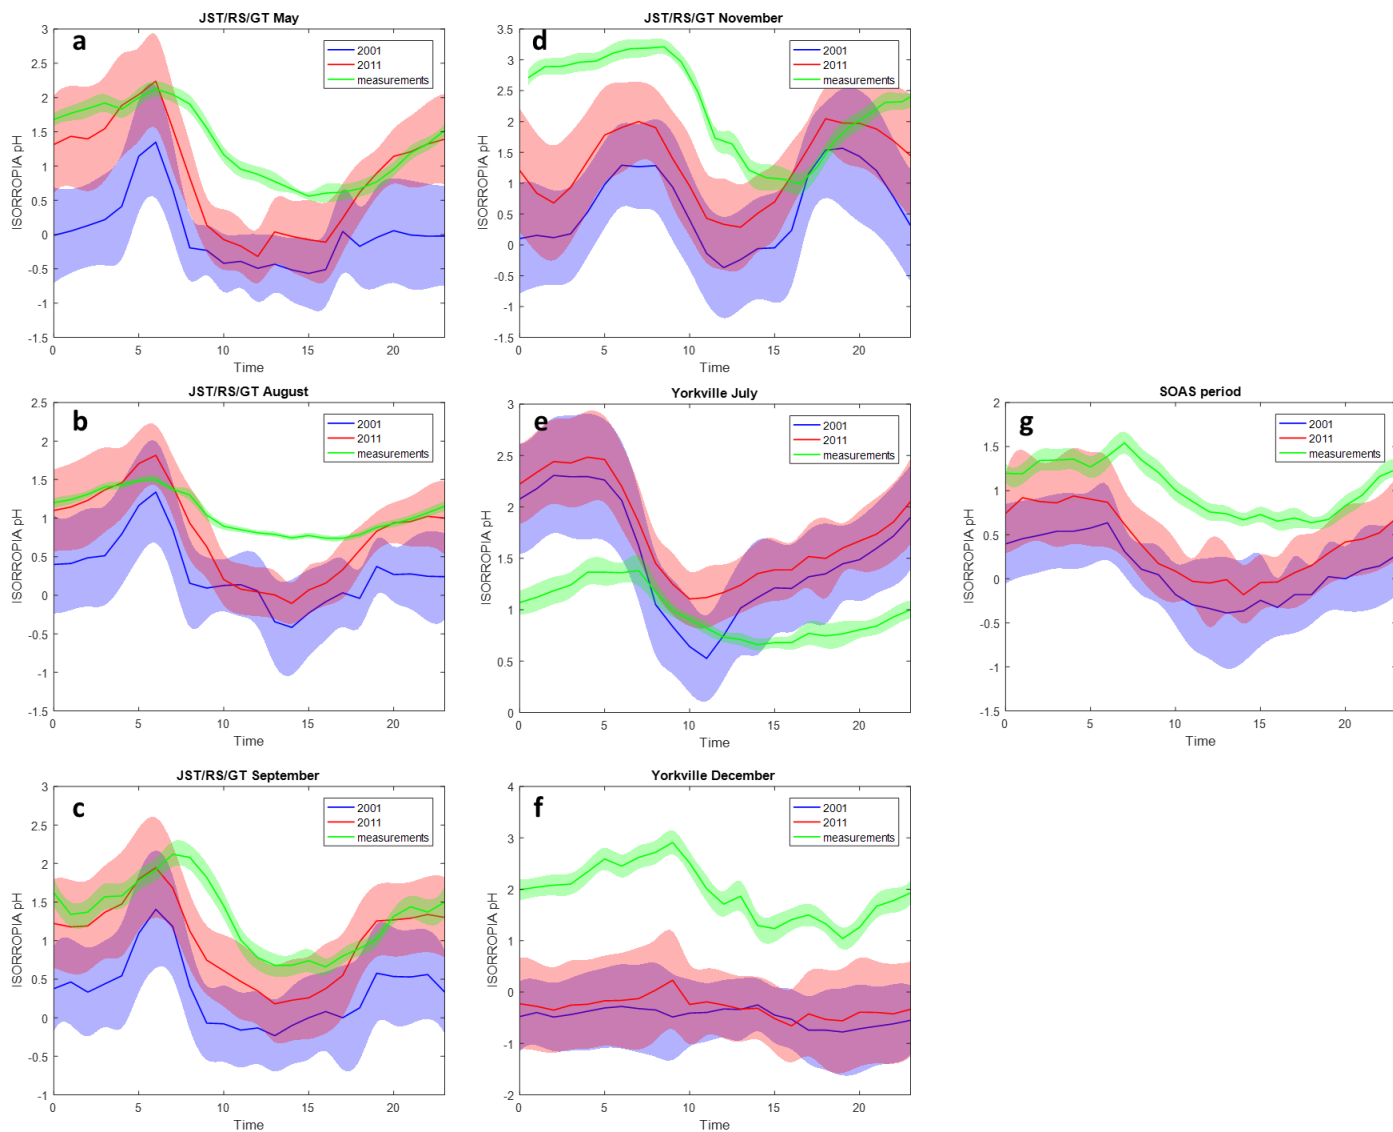 JST/RS/GT May
a
2001
2011
measurements
3
2.5
2
1.5
1
0.5
0
-0.5
-1
-1.5
ISORROPIA pH
0 5 10 15 20
Time
JST/RS/GT November
d
2001
2011
measurements
3.5
3
2.5
2
1.5
1
0.5
0
-0.5
-1
-1.5
ISORROPIA pH
0 5 10 15 20
Time
JST/RS/GT August
b
2001
2011
measurements
2.5
2
1.5
1
0.5
0
-0.5
-1
-1.5
ISORROPIA pH
0 5 10 15 20
Time
Yorkville July
e
2001
2011
measurements
3
2.5
2
1.5
1
0.5
0
ISORROPIA pH
0 5 10 15 20
Time
SOAS period
g
2001
2011
measurements
2
1.5
1
0.5
0
-0.5
-1
-1.5
ISORROPIA pH
0 5 10 15 20
Time
JST/RS/GT September
c
2001
2011
measurements
3
2.5
2
1.5
1
0.5
0
-0.5
-1
ISORROPIA pH
0 5 10 15 20
Time
Yorkville December
f
2001
2011
measurements
4
3
2
1
0
-1
-2
ISORROPIA pH
0 5 10 15 20
Time